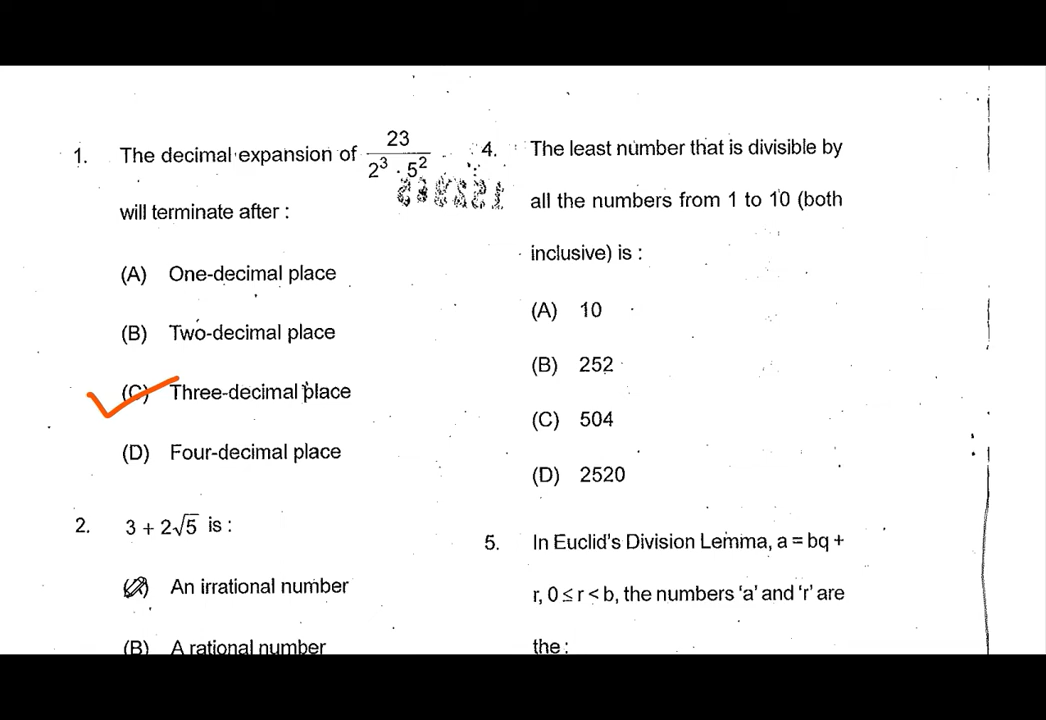 1. The decimal expansion of 23 / 2³ · 5²
will terminate after :
(A) One-decimal place
(B) Two-decimal place
(C) Three-decimal place
(D) Four-decimal place
2. 3 + 2√5 is :
(A) An irrational number
(B) A rational number
4. The least number that is divisible by
all the numbers from 1 to 10 (both
inclusive) is :
(A) 10
(B) 252
(C) 504
(D) 2520
5. In Euclid's Division Lemma, a = bq +
r, 0 ≤ r < b, the numbers 'a' and 'r' are
the :